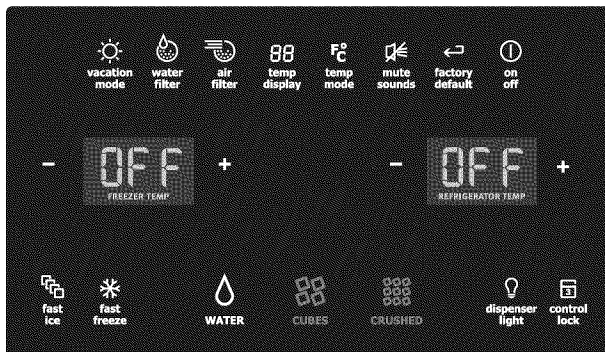 88 F°C
vacation mode
water filter
air filter
temp display
temp mode
mute sounds
factory default
on off
- OFF +
FREEZER TEMP
- OFF +
REFRIGERATOR TEMP
3
fast ice
fast freeze
WATER
CUBES
CRUSHED
dispenser light
control lock